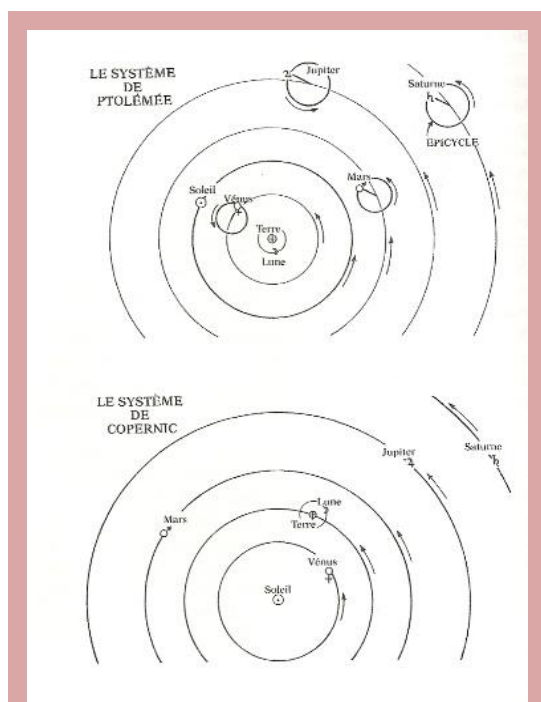 LE SYSTÈME
DE
PTOLÉMÉE
Jupiter
Saturne
EPICYCLE
Mars
Soleil
Vénus
Terre
Lune
LE SYSTÈME
DE
COPERNIC
Jupiter
Saturne
Mars
Lune
Terre
Vénus
Soleil